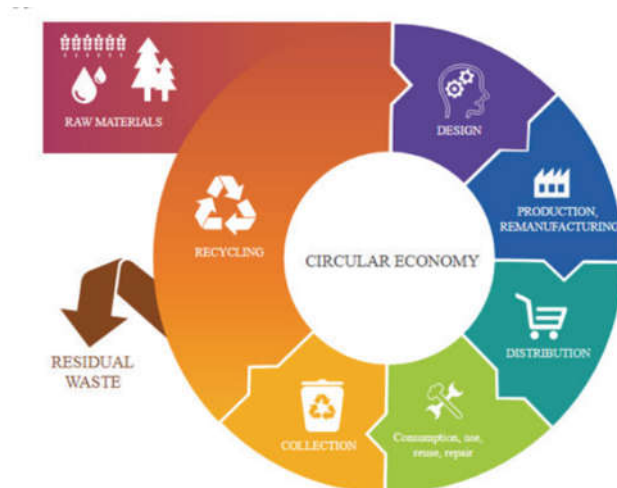 RAW MATERIALS
DESIGN
PRODUCTION,
REMANUFACTURING
RECYCLING
CIRCULAR ECONOMY
DISTRIBUTION
RESIDUAL
WASTE
COLLECTION
Consumption, use,
reuse, repair